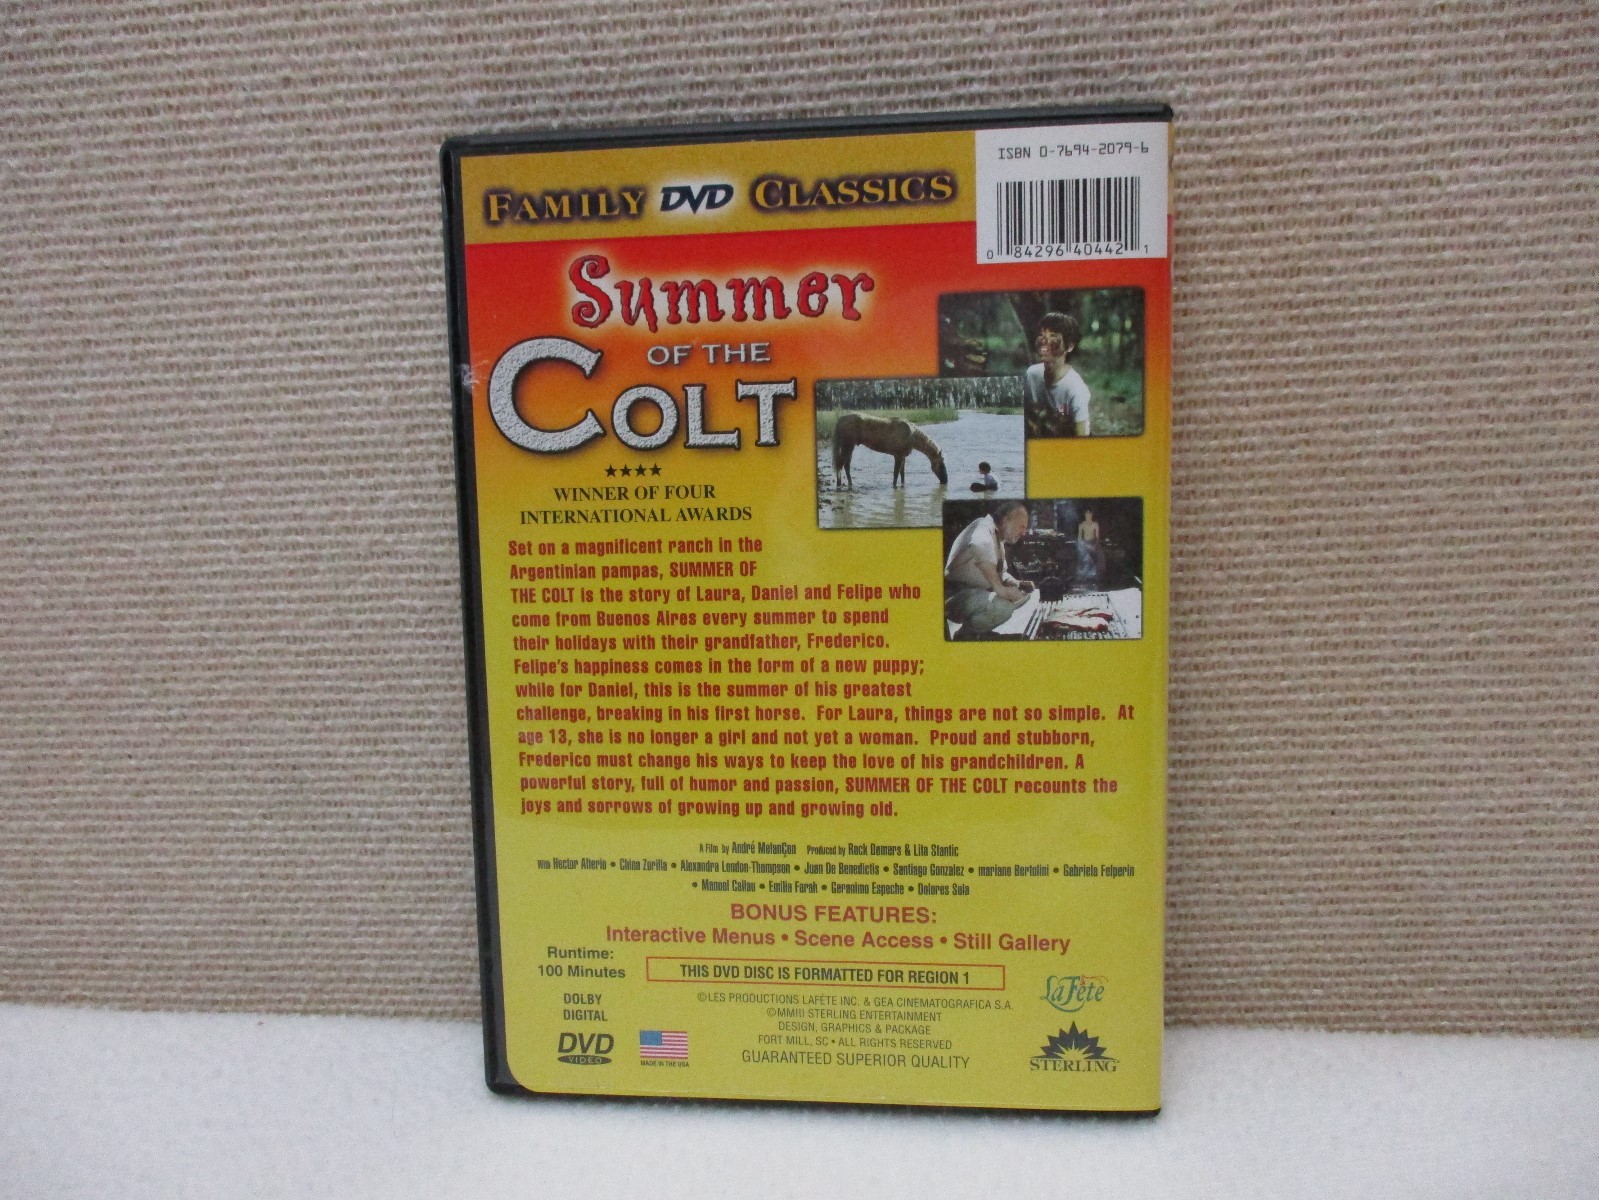 ISBN 0-7694-2079-6
FAMILY DVD CLASSICS
0 84296 40442 1
Summer
OF THE
COLT
★★★★
WINNER OF FOUR
INTERNATIONAL AWARDS
Set on a magnificent ranch in the
Argentinian pampas, SUMMER OF
THE COLT is the story of Laura, Daniel and Felipe who
come from Buenos Aires every summer to spend
their holidays with their grandfather, Frederico.
Felipe's happiness comes in the form of a new puppy;
while for Daniel, this is the summer of his greatest
challenge, breaking in his first horse. For Laura, things are not so simple. At
age 13, she is no longer a girl and not yet a woman. Proud and stubborn,
Frederico must change his ways to keep the love of his grandchildren. A
powerful story, full of humor and passion, SUMMER OF THE COLT recounts the
joys and sorrows of growing up and growing old.
A Film by André MelanÇon Produced by Rock Demers & Lita Stantic
With Hector Alterio • China Zorilla • Alexandra London-Thompson • Juan De Benedictis • Santiago Gonzalez • mariano Bertolini • Gabriela Felperin
• Manuel Callau • Emilia Farah • Geronimo Espeche • Dolores Sola
BONUS FEATURES:
Interactive Menus • Scene Access • Still Gallery
Runtime:
100 Minutes
THIS DVD DISC IS FORMATTED FOR REGION 1
DOLBY
DIGITAL
DVD
VIDEO
MADE IN THE USA
©LES PRODUCTIONS LAFÉTE INC. & GEA CINEMATOGRAFICA S.A.
©MMIII STERLING ENTERTAINMENT
DESIGN, GRAPHICS & PACKAGE
FORT MILL, SC • ALL RIGHTS RESERVED
GUARANTEED SUPERIOR QUALITY
La Fête
STERLING